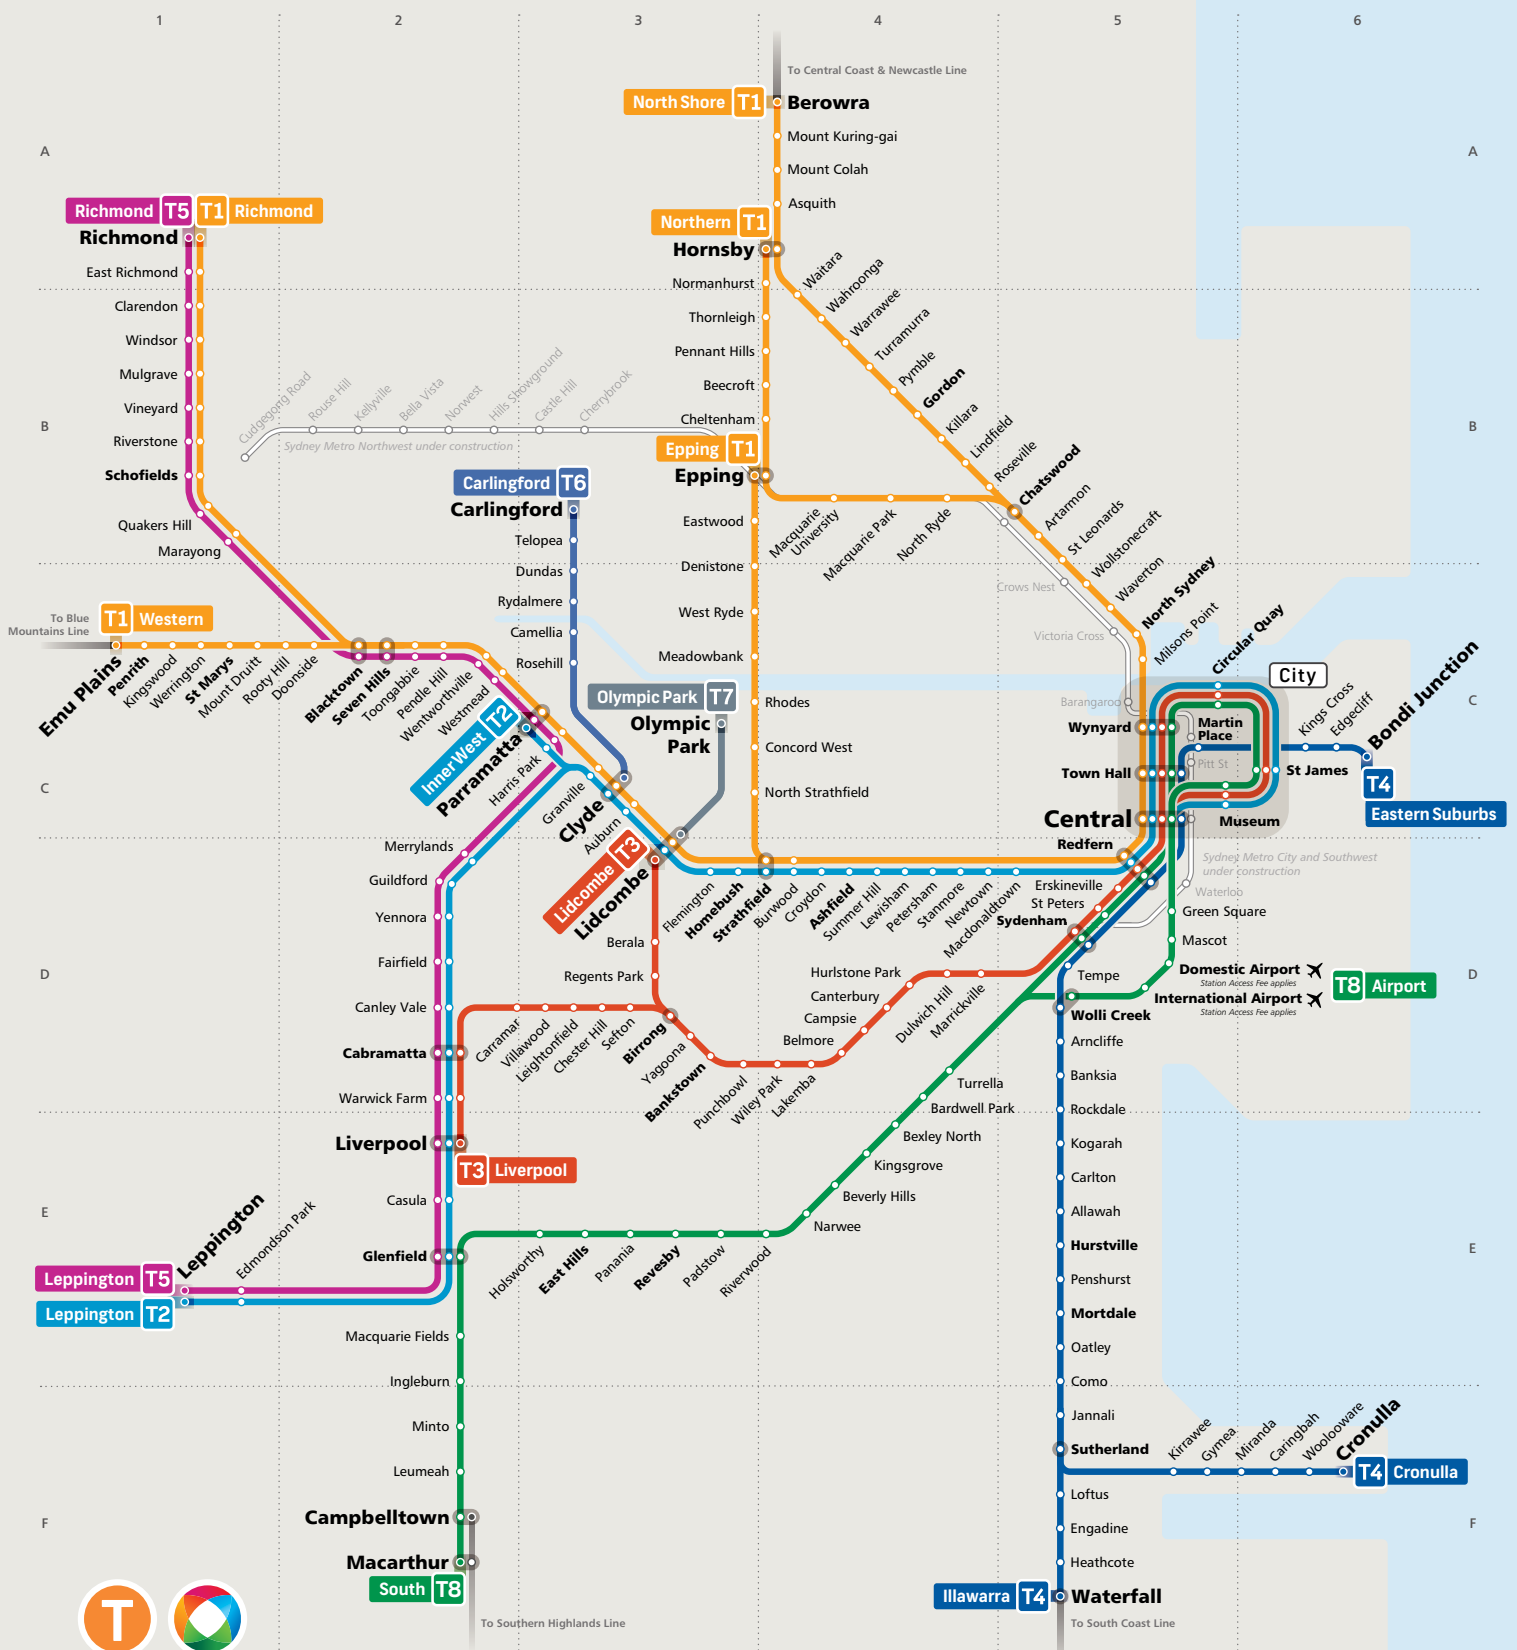 1
2
3
4
5
6
To Central Coast & Newcastle Line
North Shore T1
Berowra
Mount Kuring-gai
A
A
Mount Colah
Asquith
Richmond T5
T1 Richmond
Northern T1
Richmond
Hornsby
East Richmond
Normanhurst
Waitara
Wahroonga
Warrawee
Turramurra
Pymble
Gordon
Killara
Lindfield
Roseville
Chatswood
Artarmon
St Leonards
Wollstonecraft
Waverton
North Sydney
Milsons Point
Clarendon
Windsor
Mulgrave
Vineyard
Riverstone
Schofields
Quakers Hill
Marayong
Thornleigh
Pennant Hills
Beecroft
Cheltenham
Epping T1
Epping
B
B
Cudgegong Road
Rouse Hill
Kellyville
Bella Vista
Norwest
Hills Showground
Castle Hill
Cherrybrook
Sydney Metro Northwest under construction
Carlingford T6
Carlingford
Telopea
Dundas
Rydalmere
Camellia
Rosehill
Eastwood
Denistone
West Ryde
Meadowbank
Rhodes
Concord West
North Strathfield
Macquarie
University
Macquarie Park
North Ryde
Crows Nest
Victoria Cross
Barangaroo
To Blue
Mountains Line
T1 Western
Emu Plains
Penrith
Kingswood
Werrington
St Marys
Mount Druitt
Rooty Hill
Doonside
Blacktown
Seven Hills
Toongabbie
Pendle Hill
Wentworthville
Westmead
Inner West T2
Parramatta
Harris Park
Granville
Clyde
Auburn
Olympic Park T7
Olympic
Park
C
C
Circular Quay
City
Wynyard
Martin
Place
Pitt St
Town Hall
St James
Central
Museum
Redfern
Kings Cross
Edgecliff
Bondi Junction
T4
Eastern Suburbs
C
Sydney Metro City and Southwest
under construction
Waterloo
Lidcombe T3
Lidcombe
Flemington
Homebush
Strathfield
Burwood
Croydon
Ashfield
Summer Hill
Lewisham
Petersham
Stanmore
Newtown
Macdonaldtown
Erskineville
St Peters
Sydenham
Green Square
Mascot
Domestic Airport
Station Access Fee applies
International Airport
Station Access Fee applies
T8 Airport
Tempe
Wolli Creek
Merrylands
Guildford
Yennora
Fairfield
Canley Vale
Cabramatta
Warwick Farm
Liverpool
T3 Liverpool
Casula
Glenfield
D
D
Berala
Regents Park
Carramar
Villawood
Leightonfield
Chester Hill
Sefton
Birrong
Yagoona
Bankstown
Punchbowl
Wiley Park
Lakemba
Belmore
Campsie
Canterbury
Hurlstone Park
Dulwich Hill
Marrickville
Arncliffe
Banksia
Rockdale
Kogarah
Carlton
Allawah
Hurstville
Penshurst
Mortdale
Oatley
Como
Jannali
Sutherland
Turrella
Bardwell Park
Bexley North
Kingsgrove
Beverly Hills
Narwee
Riverwood
Padstow
Revesby
Panania
East Hills
Holsworthy
E
E
Leppington
Edmondson Park
Leppington T5
Leppington T2
Macquarie Fields
Ingleburn
Minto
Leumeah
Campbelltown
Macarthur
South T8
To Southern Highlands Line
Kirrawee
Gymea
Miranda
Caringbah
Woolooware
Cronulla
T4 Cronulla
Loftus
Engadine
Heathcote
Illawarra T4
Waterfall
To South Coast Line
F
F
T